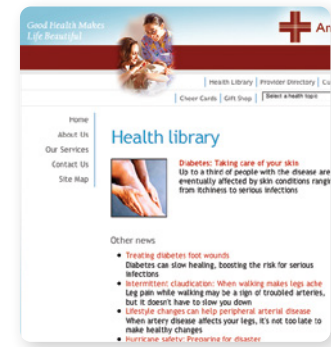 Good Health Makes
Life Beautiful
An
Health Library | Provider Directory | Cu
Cheer Cards | Gift Shop | Select a health topic
Home
About Us
Our Services
Contact Us
Site Map
Health library
Diabetes: Taking care of your skin
Up to a third of people with the disease are
eventually affected by skin conditions rangi
from itchiness to serious infections
Other news
Treating diabetes foot wounds
Diabetes can slow healing, boosting the risk for serious
infections
Intermittent claudication: When walking makes legs ache
Leg pain while walking may be a sign of troubled arteries,
but it doesn't have to slow you down
Lifestyle changes can help peripheral arterial disease
When artery disease affects your legs, it's not too late to
make healthy changes
Hurricane safety: Preparing for disaster